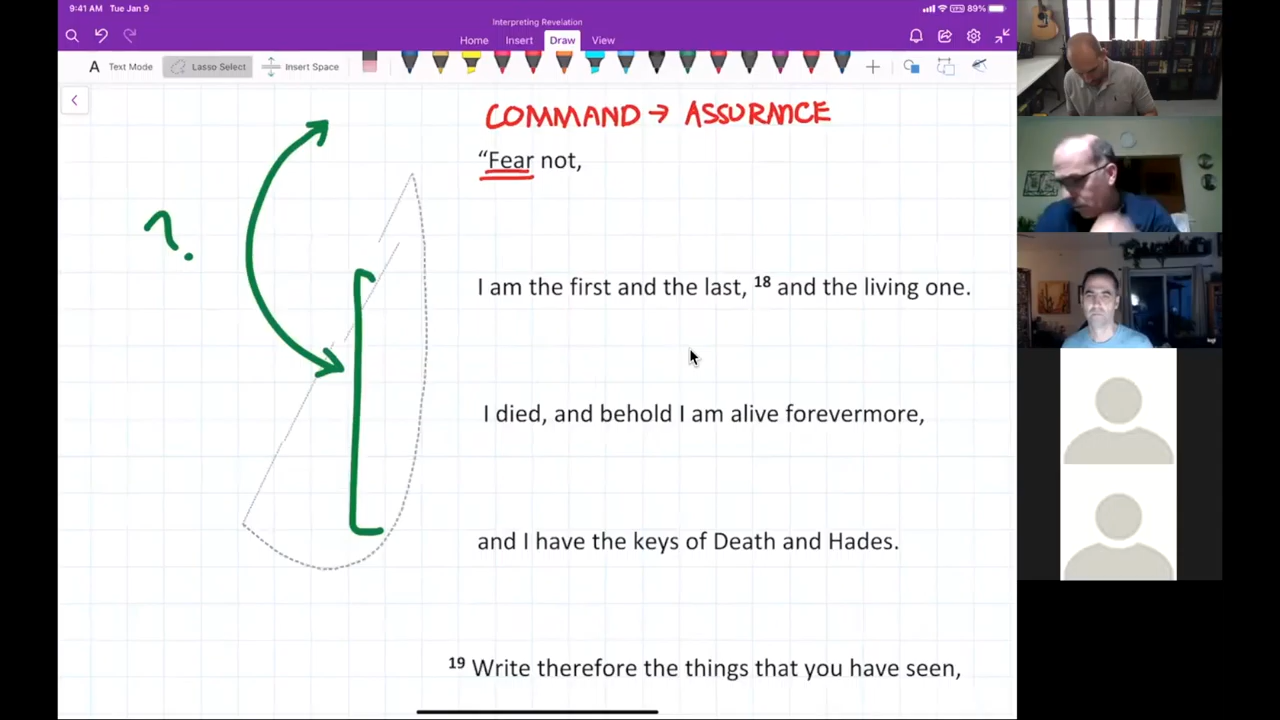 9:41 AM Tue Jan 9
89%
Interpreting Revelation
Home Insert Draw View
A Text Mode Lasso Select Insert Space
COMMAND → ASSURANCE
“Fear not,
?
I am the first and the last, 18 and the living one.
I died, and behold I am alive forevermore,
and I have the keys of Death and Hades.
19 Write therefore the things that you have seen,